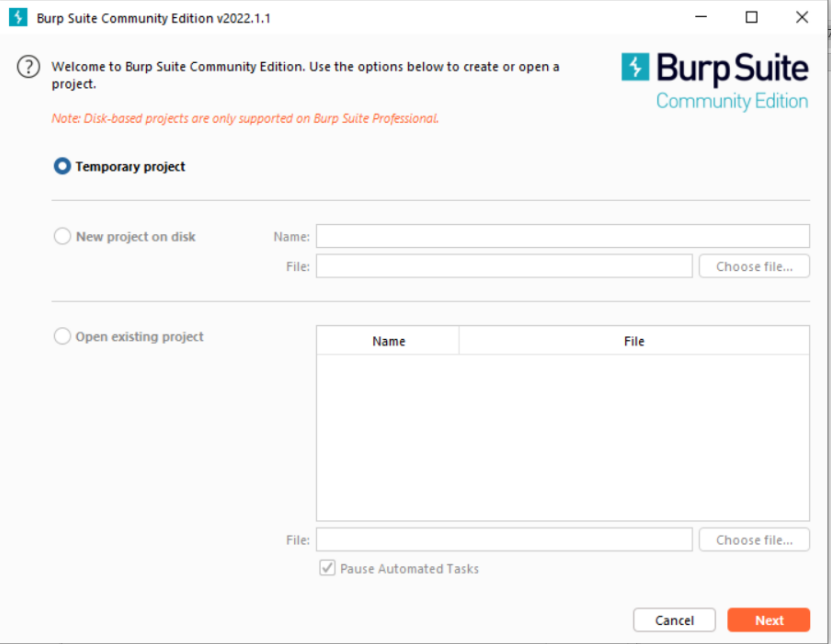 Burp Suite Community Edition v2022.1.1
Welcome to Burp Suite Community Edition. Use the options below to create or open a
project.
Note: Disk-based projects are only supported on Burp Suite Professional.
Burp Suite
Community Edition
Temporary project
New project on disk
Name:
File:
Choose file...
Open existing project
Name
File
File:
Choose file...
Pause Automated Tasks
Cancel
Next